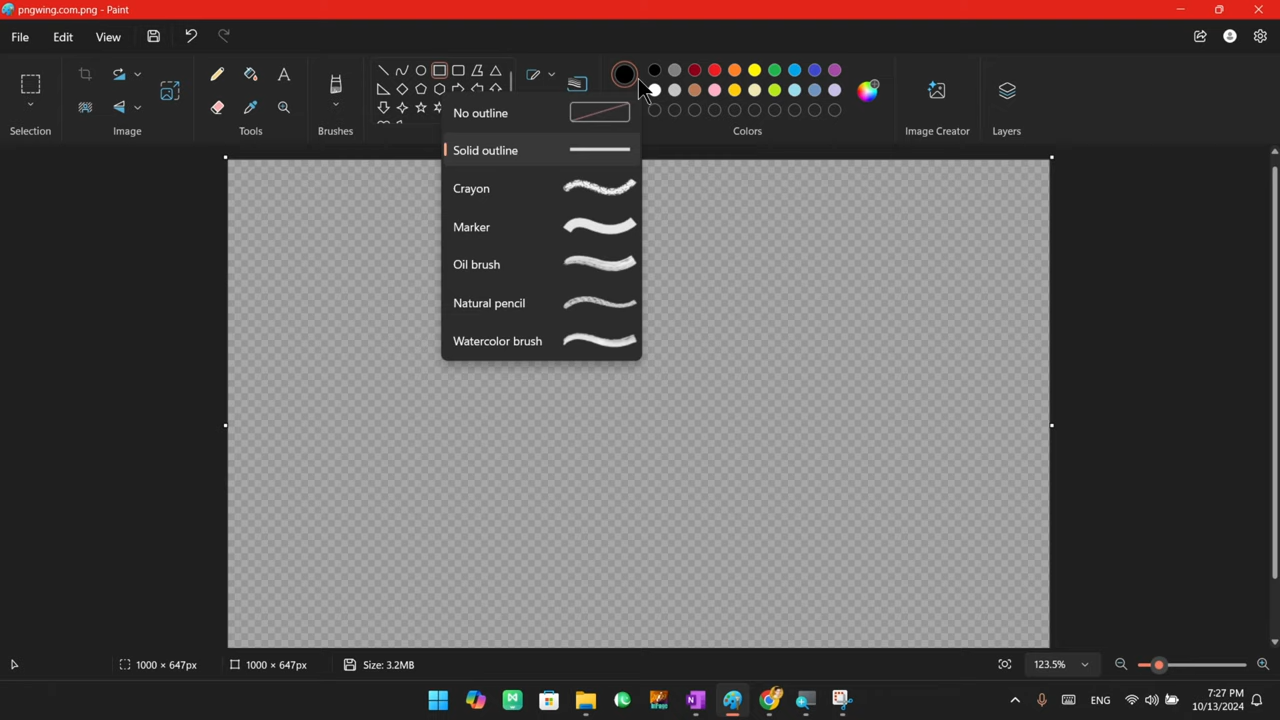 pngwing.com.png - Paint
File
Edit
View
Selection
Image
Tools
Brushes
Colors
Image Creator
Layers
No outline
Solid outline
Crayon
Marker
Oil brush
Natural pencil
Watercolor brush
1000 × 647px
1000 × 647px
Size: 3.2MB
123.5%
ENG
7:27 PM
10/13/2024